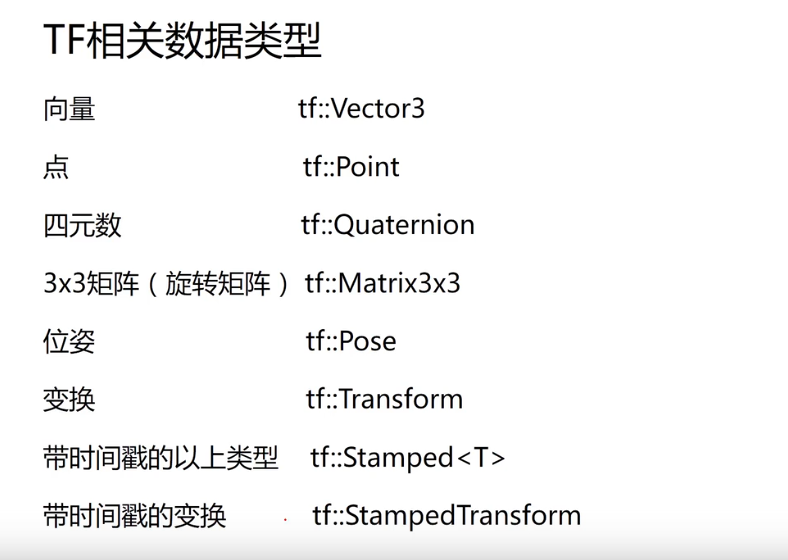 TF相关数据类型
向量 tf::Vector3
点 tf::Point
四元数 tf::Quaternion
3x3矩阵（旋转矩阵） tf::Matrix3x3
位姿 tf::Pose
变换 tf::Transform
带时间戳的以上类型 tf::Stamped<T>
带时间戳的变换 tf::StampedTransform